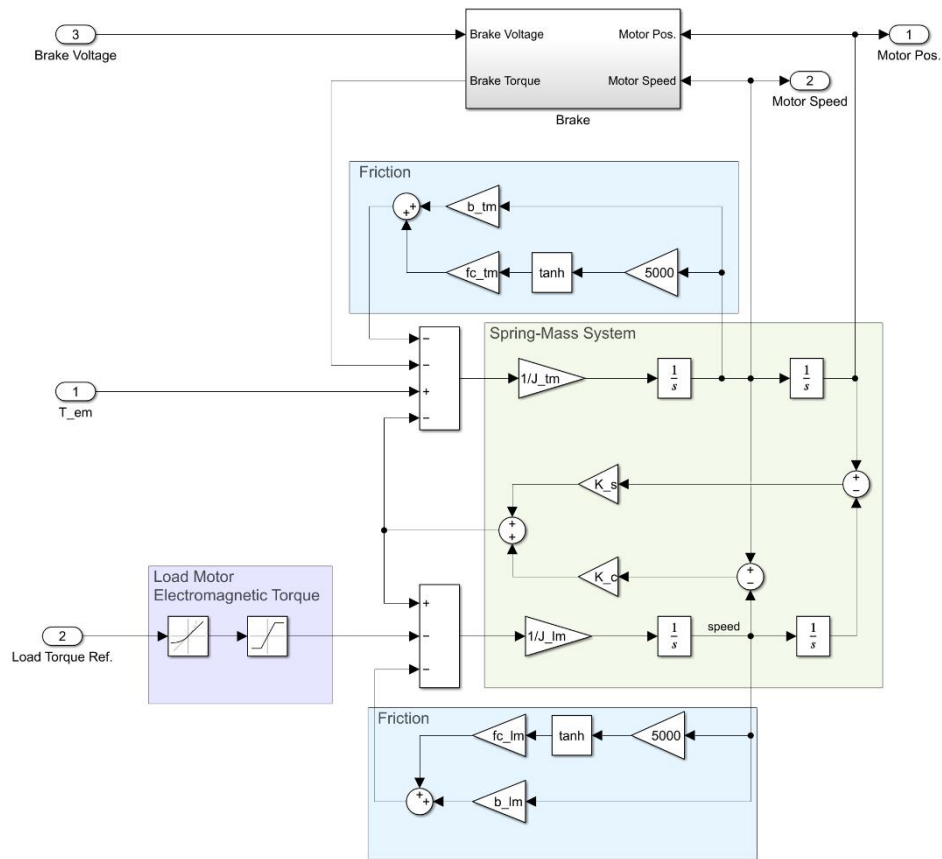 3
Brake Voltage
Brake Voltage
Motor Pos.
1
Motor Pos.
Brake Torque
Motor Speed
2
Motor Speed
Brake
Friction
b_tm
+
+
fc_tm
tanh
5000
Spring-Mass System
−
−
+
−
1/J_tm
1
s
1
s
1
T_em
K_s
+
−
+
+
K_c
+
−
Load Motor
Electromagnetic Torque
+
−
−
1/J_lm
1
s
speed
1
s
2
Load Torque Ref.
Friction
fc_lm
tanh
5000
+
+
b_lm